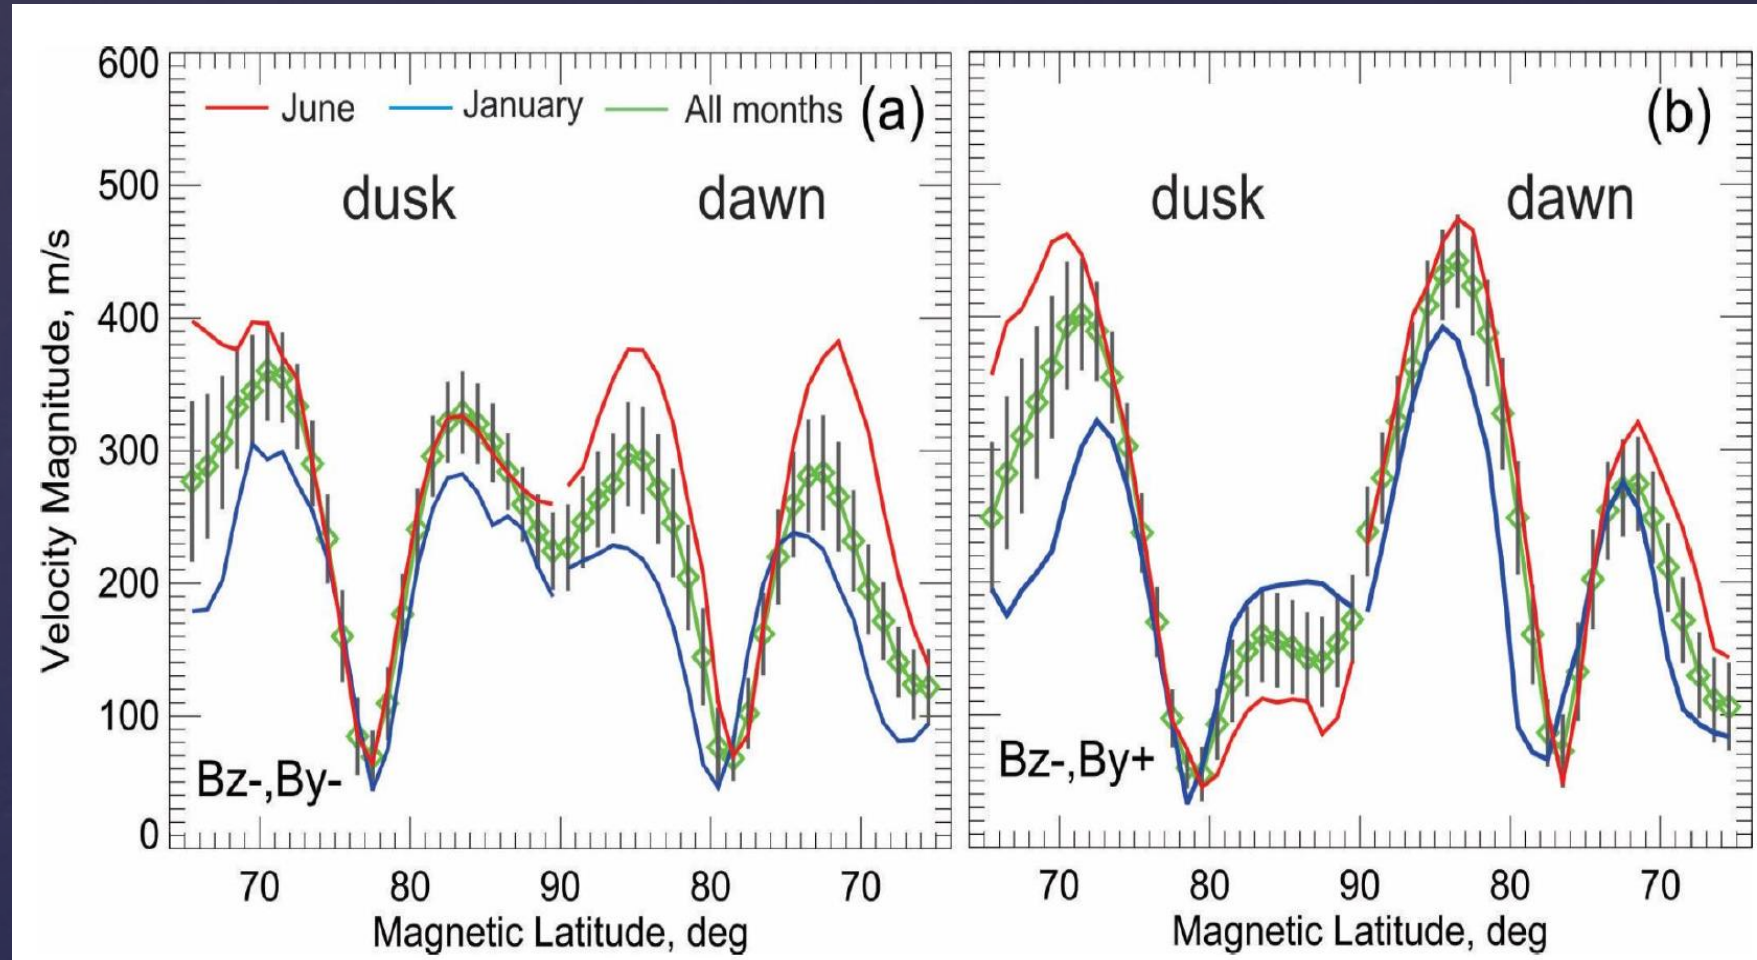 600
500
400
300
200
100
0
Velocity Magnitude, m/s
June January All months (a)
dusk dawn
Bz-,By-
70 80 90 80 70
Magnetic Latitude, deg
(b)
dusk dawn
Bz-,By+
70 80 90 80 70
Magnetic Latitude, deg